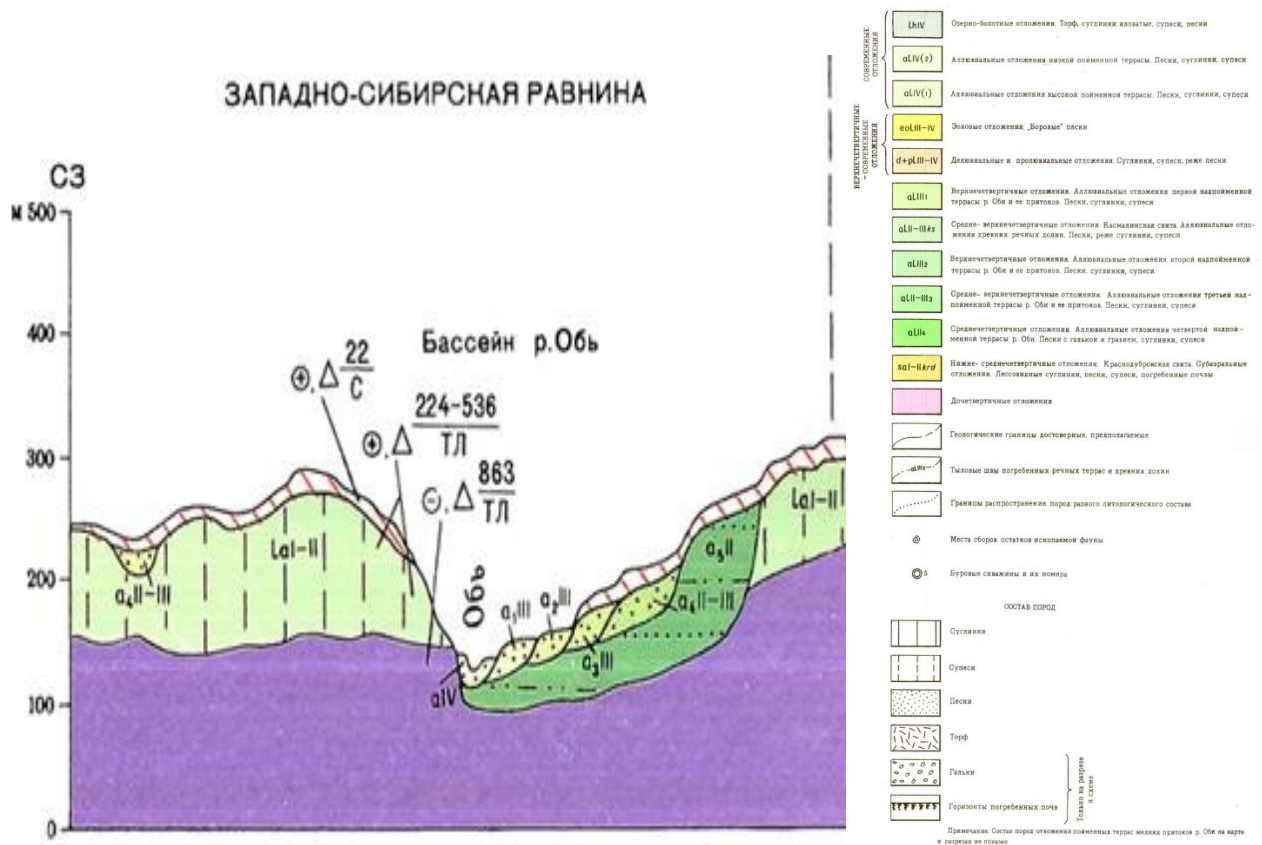 ЗАПАДНО-СИБИРСКАЯ РАВНИНА
СЗ
М 500
400
300
200
100
0
Бассейн р.Обь
⊕, Δ 22/С
⊕, Δ 224-536/ТЛ
⊖, Δ 863/ТЛ
LaI-II
a₄II-III
Обь
aIV
a₁III
a₂III
a₃III
a₄II-III
a₅II
LaI-II
СОВРЕМЕННЫЕ
ОТЛОЖЕНИЯ
LhIV
Озерно-болотные отложения. Торф, суглинки иловатые, супеси, пески
aLIV(2)
Аллювиальные отложения низкой пойменной террасы. Пески, суглинки, супеси
aLIV(1)
Аллювиальные отложения высокой пойменной террасы. Пески, суглинки, супеси
ВЕРХНЕЧЕТВЕРТИЧНЫЕ
– СОВРЕМЕННЫЕ
ОТЛОЖЕНИЯ
eoLIII-IV
Эоловые отложения. „Боровые" пески
d+pLIII-IV
Делювиальные и пролювиальные отложения. Суглинки, супеси, реже пески
aLIII₁
Верхнечетвертичные отложения. Аллювиальные отложения первой надпойменной
террасы р. Оби и ее притоков. Пески, суглинки, супеси
aLII-IIIks
Средне- верхнечетвертичные отложения. Касмалинская свита. Аллювиальные отло-
жения древних речных долин. Пески, реже суглинки, супеси
aLIII₂
Верхнечетвертичные отложения. Аллювиальные отложения второй надпойменной
террасы р. Оби и ее притоков. Пески, суглинки, супеси
aLII-III₃
Средне- верхнечетвертичные отложения. Аллювиальные отложения третьей над-
пойменной террасы р. Оби и ее притоков. Пески, суглинки, супеси
aLII₄
Среднечетвертичные отложения. Аллювиальные отложения четвертой надпой-
менной террасы р. Оби. Пески с галькой и гравием, суглинки, супеси
saI-IIkrd
Нижне- среднечетвертичные отложения. Краснодубровская свита. Субаэральные
отложения. Лессовидные суглинки, пески, супеси, погребенные почвы
Дочетвертичные отложения
Геологические границы достоверные, предполагаемые
aLIII₂
Тыловые швы погребенных речных террас и древних долин
Границы распространения пород разного литологического состава
Места сборов остатков ископаемой фауны
5
Буровые скважины и их номера
СОСТАВ ПОРОД
Суглинки
Супеси
Пески
Торф
Гальки
Горизонты погребенных почв
Только на разрезе
и схеме
Примечание. Состав пород отложений пойменных террас мелких притоков р. Оби на карте
и разрезах не показан